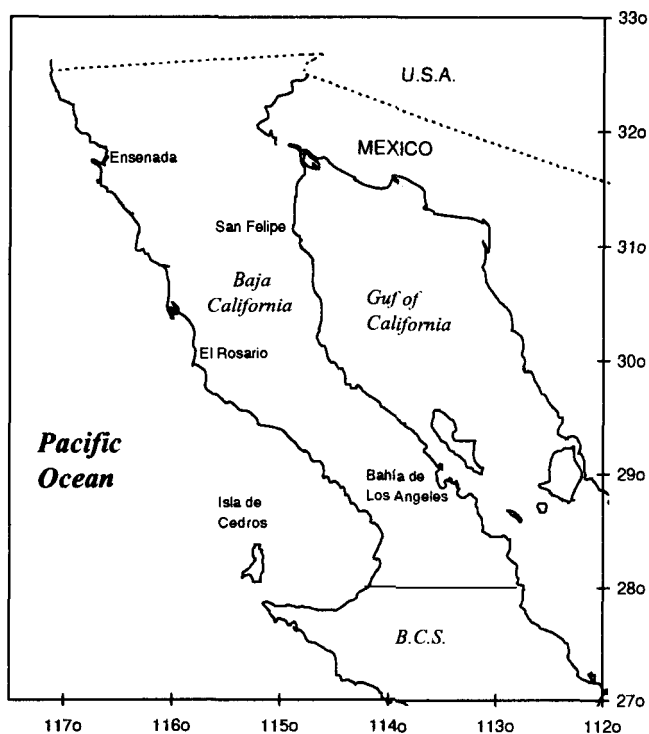 33o
U.S.A.
32o
MEXICO
Ensenada
San Felipe
31o
Baja
California
Guf of
California
El Rosario
30o
Pacific
Ocean
Bahía de
Los Angeles
29o
Isla de
Cedros
28o
B.C.S.
27o
117o 116o 115o 114o 113o 112o